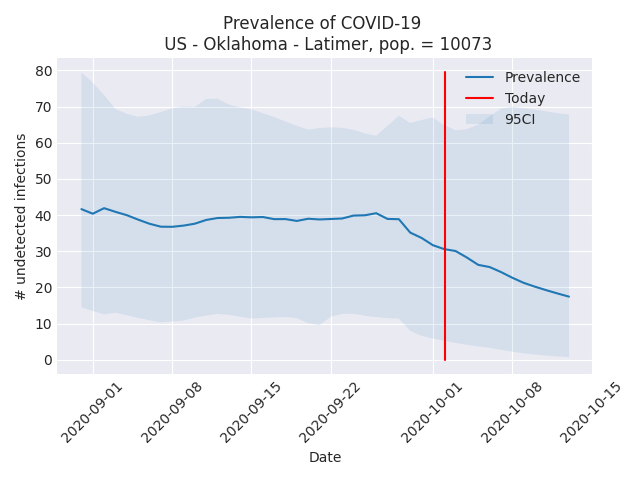 Prevalence of COVID-19
US - Oklahoma - Latimer, pop. = 10073
Prevalence
Today
95CI
# undetected infections
80
70
60
50
40
30
20
10
0
2020-09-01
2020-09-08
2020-09-15
2020-09-22
2020-10-01
2020-10-08
2020-10-15
Date